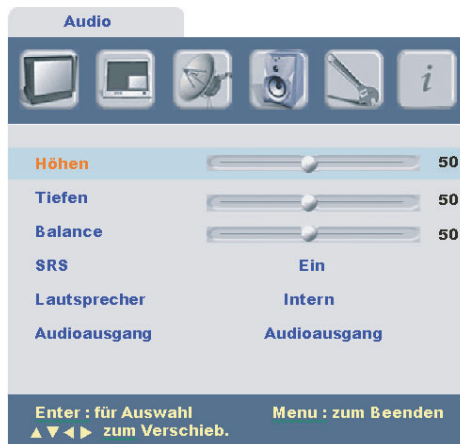 Audio
i
Höhen 50
Tiefen 50
Balance 50
SRS Ein
Lautsprecher Intern
Audioausgang Audioausgang
Enter : für Auswahl Menu : zum Beenden
▲▼◄► zum Verschieb.